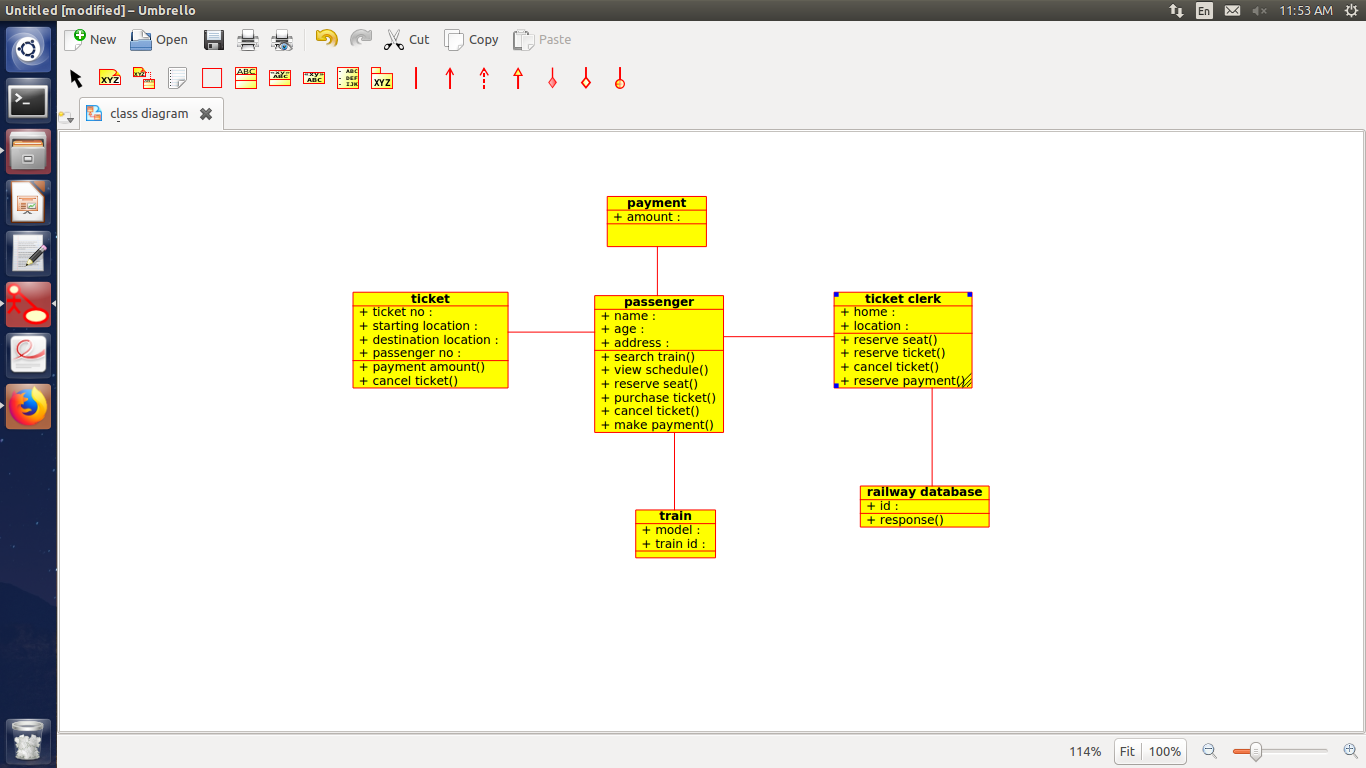 Untitled [modified] – Umbrello
En
11:53 AM
New
Open
Cut
Copy
Paste
XYZ
ABC
XYZ
class diagram
payment
+ amount :
ticket
+ ticket no :
+ starting location :
+ destination location :
+ passenger no :
+ payment amount()
+ cancel ticket()
passenger
+ name :
+ age :
+ address :
+ search train()
+ view schedule()
+ reserve seat()
+ purchase ticket()
+ cancel ticket()
+ make payment()
ticket clerk
+ home :
+ location :
+ reserve seat()
+ reserve ticket()
+ cancel ticket()
+ reserve payment()
train
+ model :
+ train id :
railway database
+ id :
+ response()
114%
Fit
100%